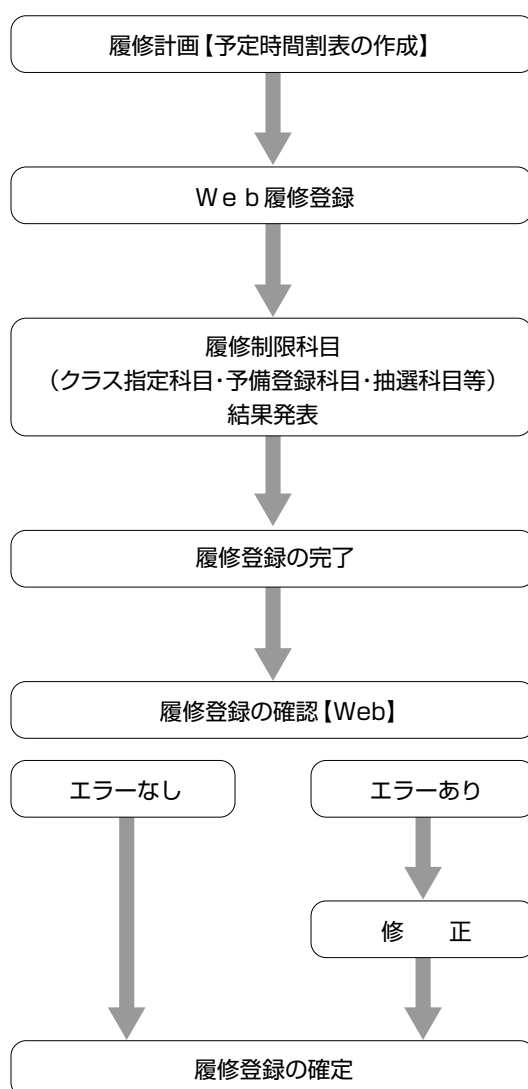 履修計画【予定時間割表の作成】
Ｗｅｂ履修登録
履修制限科目
（クラス指定科目・予備登録科目・抽選科目等）
結果発表
履修登録の完了
履修登録の確認【Web】
エラーなし
エラーあり
修　正
履修登録の確定